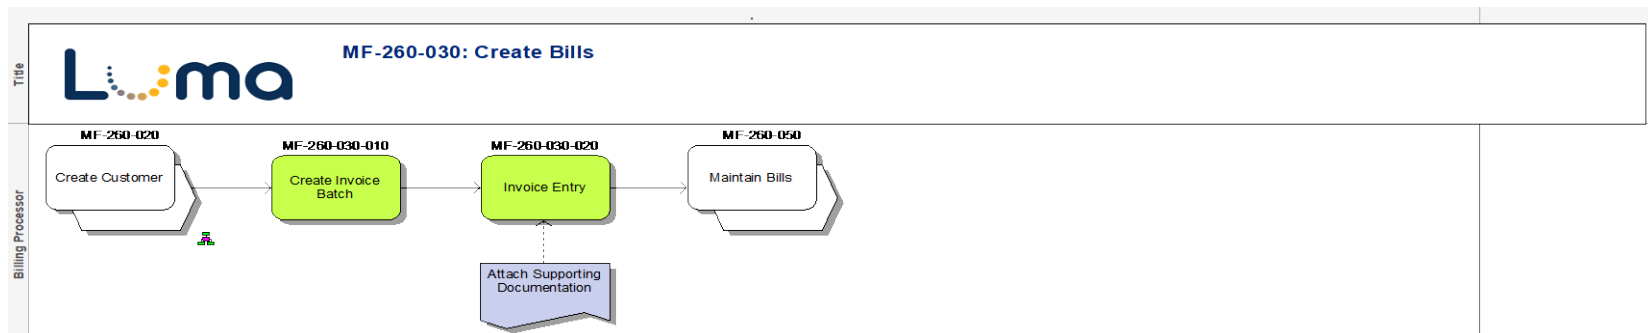 Title
Luma
MF-260-030: Create Bills
Billing Processor
MF-260-020
Create Customer
MF-260-030-010
Create Invoice
Batch
MF-260-030-020
Invoice Entry
MF-260-050
Maintain Bills
Attach Supporting
Documentation